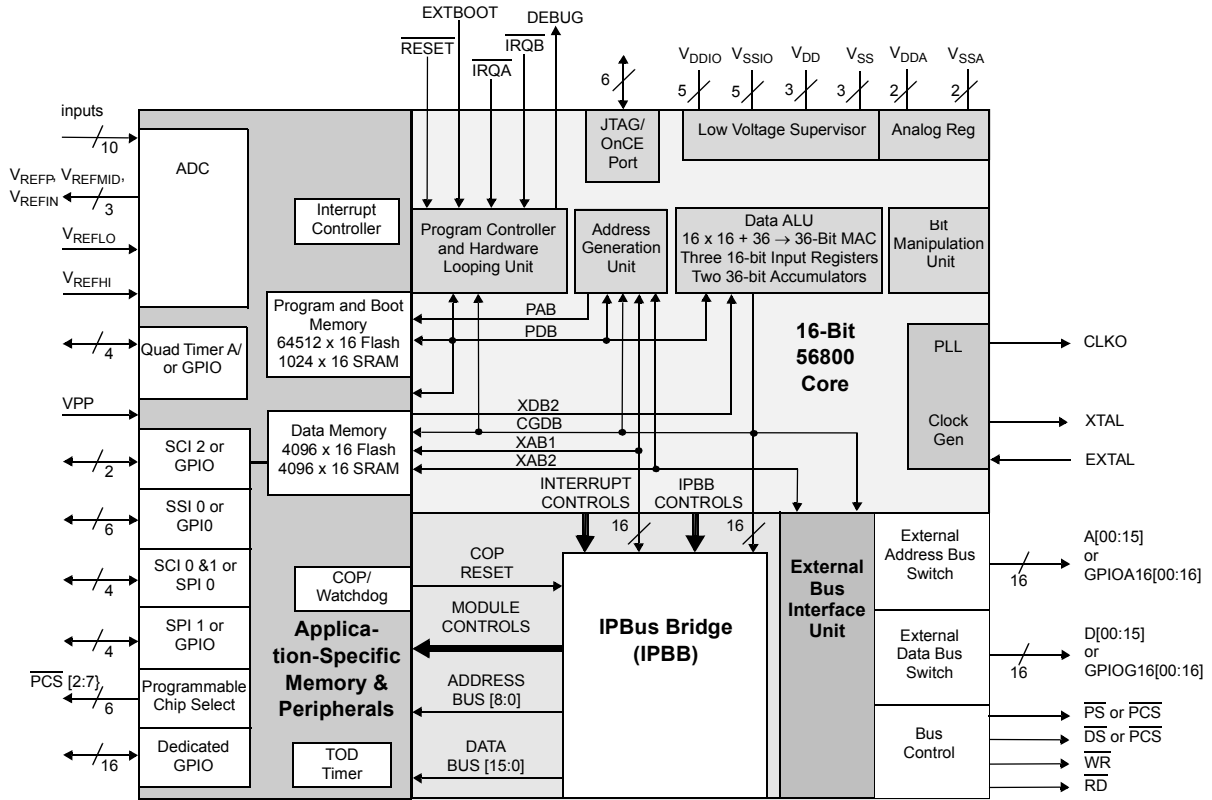 EXTBOOT
DEBUG
RESET
IRQB
IRQA
6
VDDIO
VSSIO
VDD
VSS
VDDA
VSSA
5
5
3
3
2
2
inputs
10
VREFP, VREFMID,
VREFIN
3
VREFLO
VREFHI
4
VPP
2
6
4
4
PCS [2:7}
6
16
ADC
Quad Timer A/
or GPIO
SCI 2 or
GPIO
SSI 0 or
GPI0
SCI 0 &1 or
SPI 0
SPI 1 or
GPIO
Programmable
Chip Select
Dedicated
GPIO
Interrupt
Controller
Program and Boot
Memory
64512 x 16 Flash
1024 x 16 SRAM
Data Memory
4096 x 16 Flash
4096 x 16 SRAM
COP/
Watchdog
Applica-
tion-Specific
Memory &
Peripherals
TOD
Timer
JTAG/
OnCE
Port
Low Voltage Supervisor
Analog Reg
Program Controller
and Hardware
Looping Unit
Address
Generation
Unit
Data ALU
16 x 16 + 36 → 36-Bit MAC
Three 16-bit Input Registers
Two 36-bit Accumulators
Bit
Manipulation
Unit
PAB
PDB
16-Bit
56800
Core
PLL
Clock
Gen
CLKO
XTAL
EXTAL
XDB2
CGDB
XAB1
XAB2
INTERRUPT
CONTROLS
16
IPBB
CONTROLS
16
COP
RESET
MODULE
CONTROLS
ADDRESS
BUS [8:0]
DATA
BUS [15:0]
IPBus Bridge
(IPBB)
External
Bus
Interface
Unit
External
Address Bus
Switch
External
Data Bus
Switch
Bus
Control
16
A[00:15]
or
GPIOA16[00:16]
16
D[00:15]
or
GPIOG16[00:16]
PS or PCS
DS or PCS
WR
RD